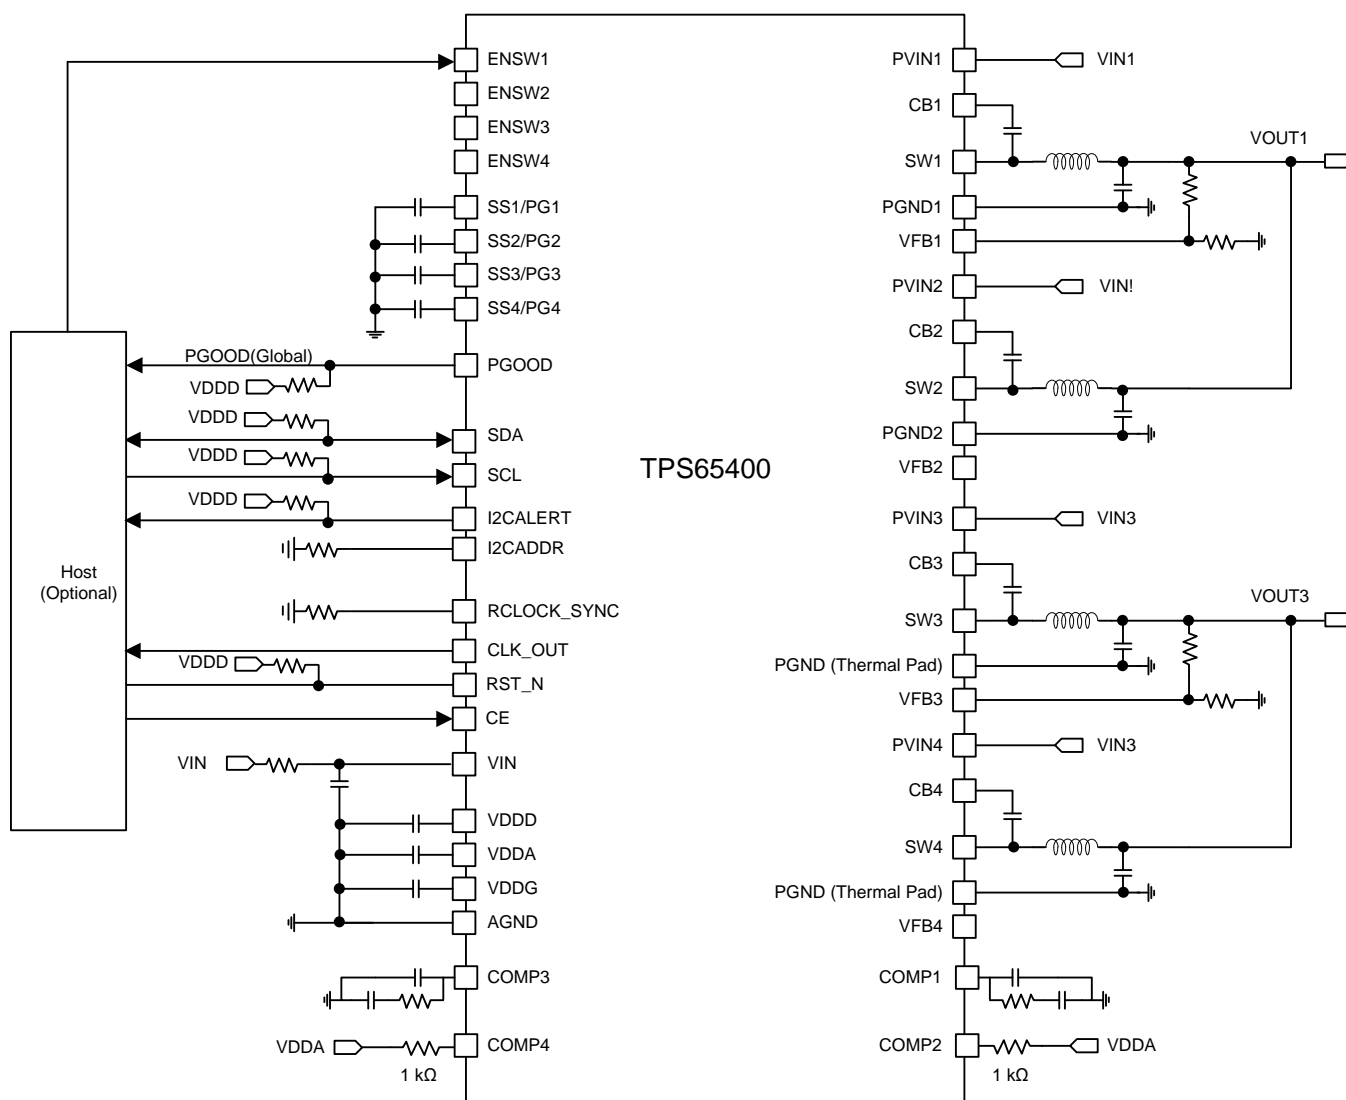 ENSW1
ENSW2
ENSW3
ENSW4
SS1/PG1
SS2/PG2
SS3/PG3
SS4/PG4
PGOOD(Global)
PGOOD
VDDD
VDDD
SDA
VDDD
SCL
VDDD
I2CALERT
I2CADDR
Host
(Optional)
RCLOCK_SYNC
CLK_OUT
VDDD
RST_N
CE
VIN
VIN
VDDD
VDDA
VDDG
AGND
COMP3
VDDA
COMP4
1 kΩ
TPS65400
PVIN1
VIN1
CB1
VOUT1
SW1
PGND1
VFB1
PVIN2
VIN!
CB2
SW2
PGND2
VFB2
PVIN3
VIN3
CB3
VOUT3
SW3
PGND (Thermal Pad)
VFB3
PVIN4
VIN3
CB4
SW4
PGND (Thermal Pad)
VFB4
COMP1
COMP2
VDDA
1 kΩ